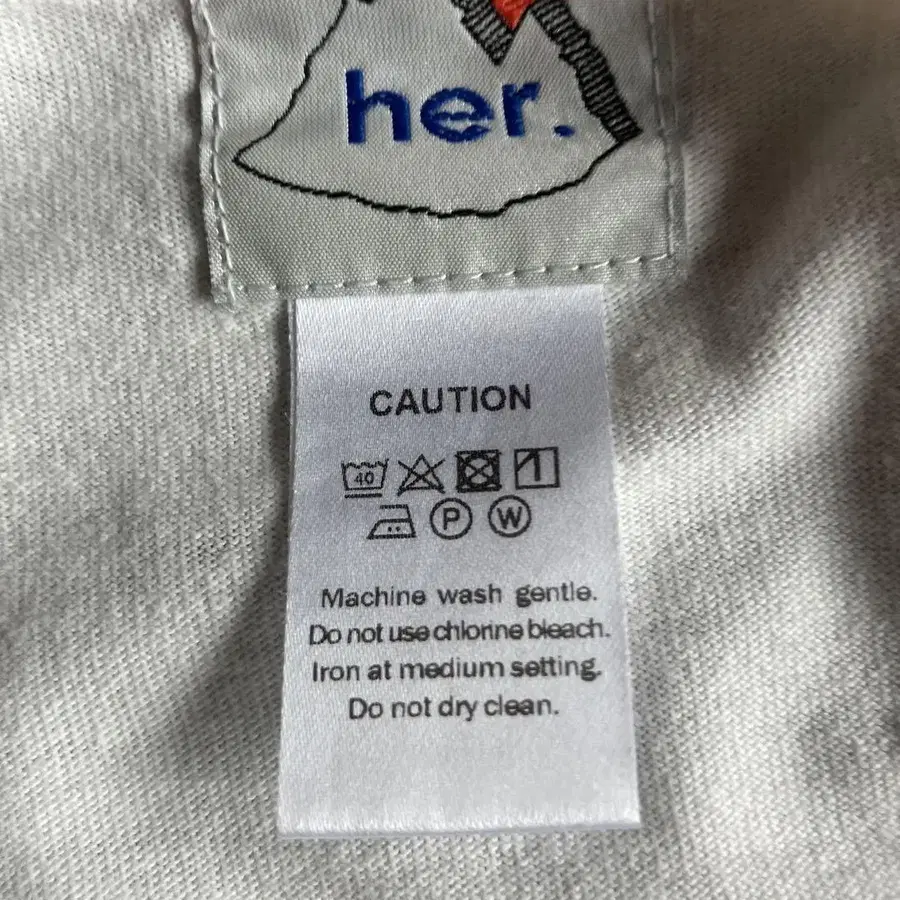 her.
CAUTION
40
P W
Machine wash gentle.
Do not use chlorine bleach.
Iron at medium setting.
Do not dry clean.